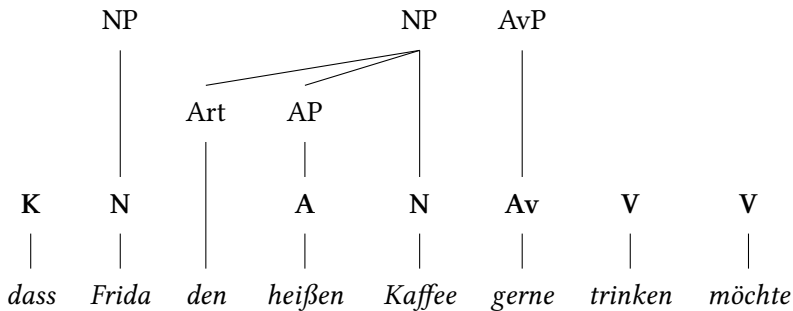 NP NP AvP
Art AP
K N A N Av V V
dass Frida den heißen Kaffee gerne trinken möchte